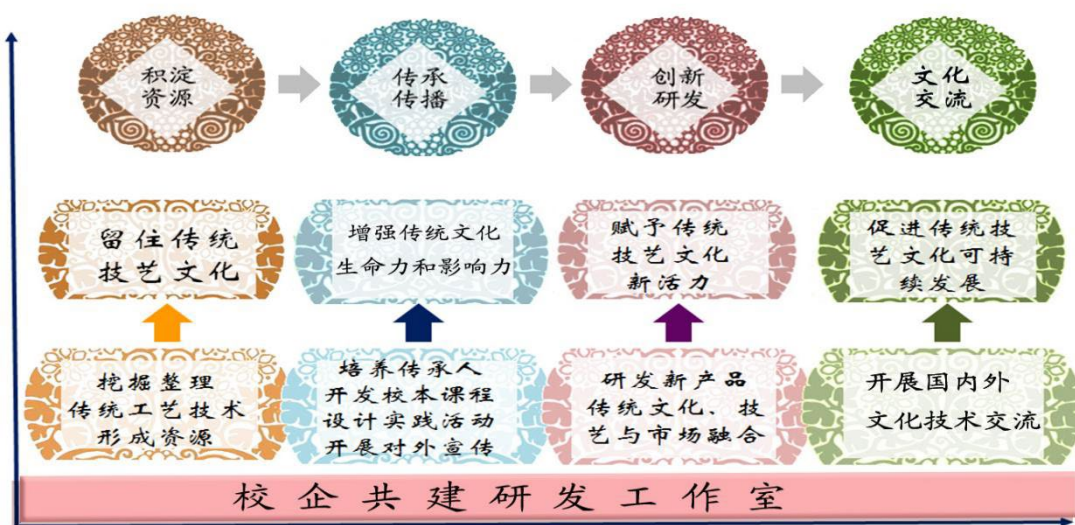 积淀
资源
传承
传播
创新
研发
文化
交流
留住传统
技艺文化
增强传统文化
生命力和影响力
赋予传统
技艺文化
新活力
促进传统技
艺文化可持
续发展
挖掘整理
传统工艺技术
形成资源
培养传承人
开发校本课程
设计实践活动
开展对外宣传
研发新产品
传统文化、技
艺与市场融合
开展国内外
文化技术交流
校企共建研发工作室